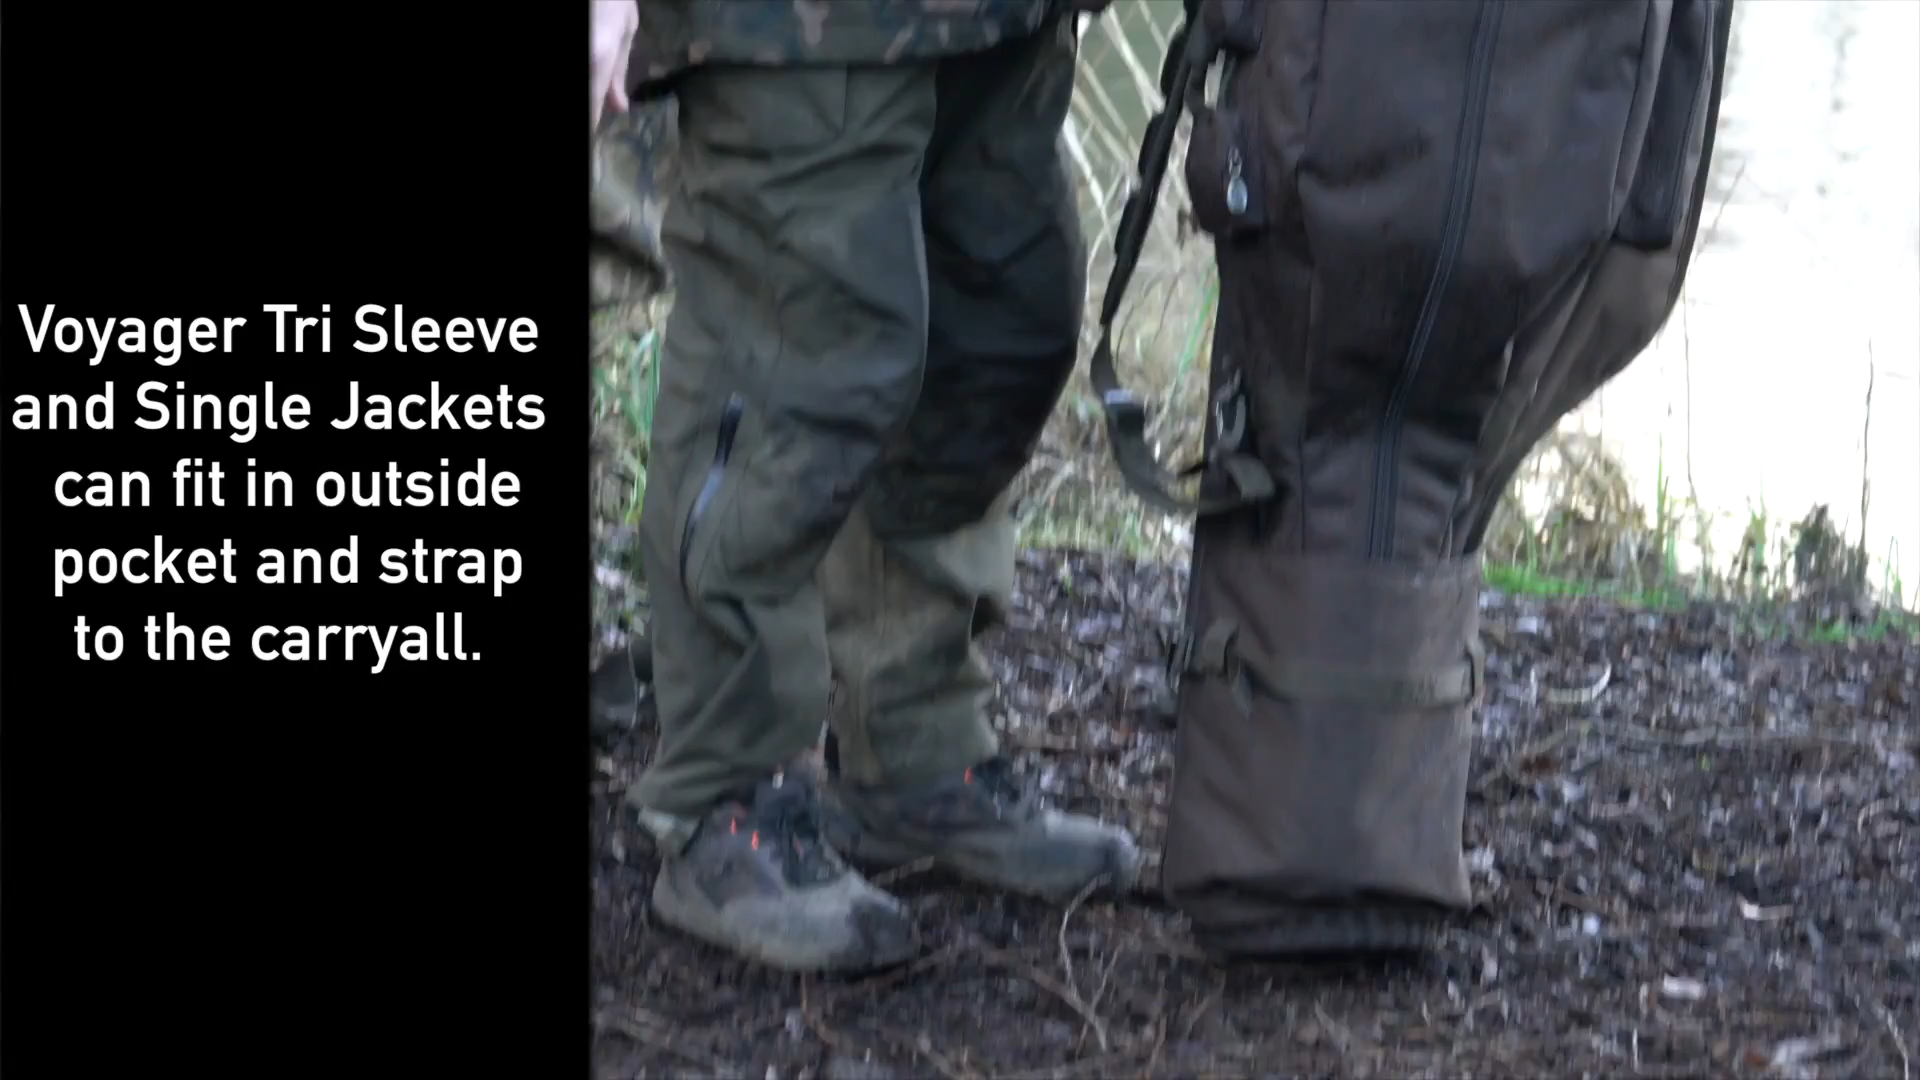 Voyager Tri Sleeve
and Single Jackets
can fit in outside
pocket and strap
to the carryall.